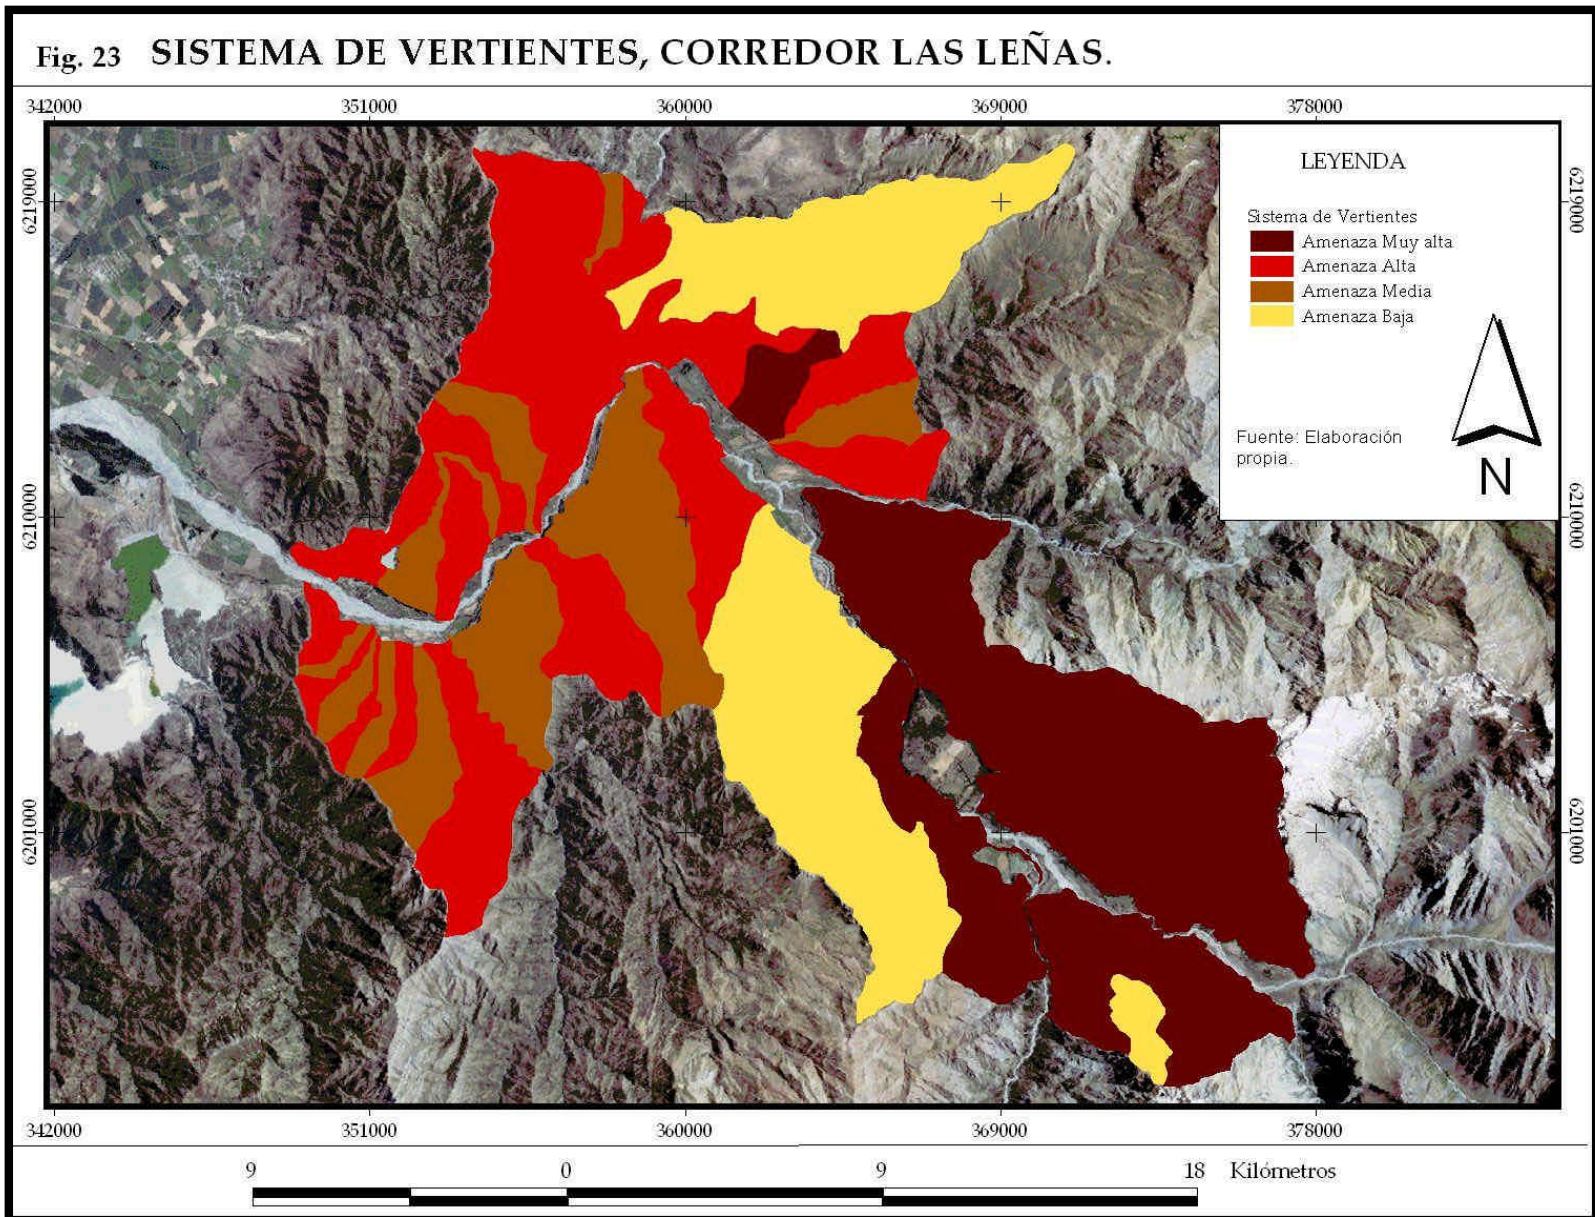 Fig. 23 SISTEMA DE VERTIENTES, CORREDOR LAS LEÑAS.
342000 351000 360000 369000 378000
LEYENDA
Sistema de Vertientes
Amenaza Muy alta
Amenaza Alta
Amenaza Media
Amenaza Baja
Fuente: Elaboración
propia.
N
6219000 6219000
6210000 6210000
6201000 6201000
342000 351000 360000 369000 378000
9 0 9 18 Kilómetros